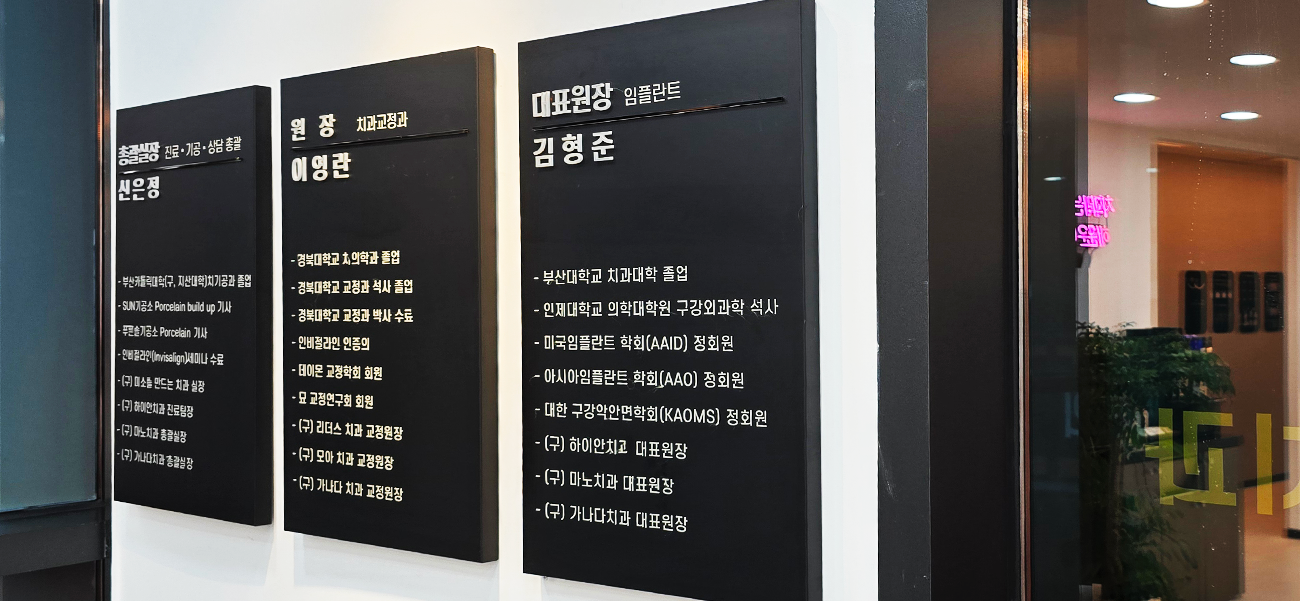 총괄실장 진료・기공・상담 총괄
신은정
- 부산카톨릭대학(구, 지산대학)치기공과 졸업
- SUN기공소 Porcelain build up 기사
- 푸른솔기공소 Porcelain 기사
- 인비절라인(Invisalign)세미나 수료
- (구) 미소를 만드는 치과 실장
- (구) 하이안치과 진료팀장
- (구) 마노치과 총괄실장
- (구) 가나다치과 총괄실장
원 장 치과교정과
이영란
- 경북대학교 치의학과 졸업
- 경북대학교 교정과 석사 졸업
- 경북대학교 교정과 박사 수료
- 인비절라인 인증의
- 데이몬 교정학회 회원
- 묘 교정연구회 회원
- (구) 리더스 치과 교정원장
- (구) 모아 치과 교정원장
- (구) 가나다 치과 교정원장
대표원장 임플란트
김형준
- 부산대학교 치과대학 졸업
- 인제대학교 의학대학원 구강외과학 석사
- 미국임플란트 학회(AAID) 정회원
- 아시아임플란트 학회(AAO) 정회원
- 대한 구강악안면학회(KAOMS) 정회원
- (구) 하이안치과 대표원장
- (구) 마노치과 대표원장
- (구) 가나다치과 대표원장